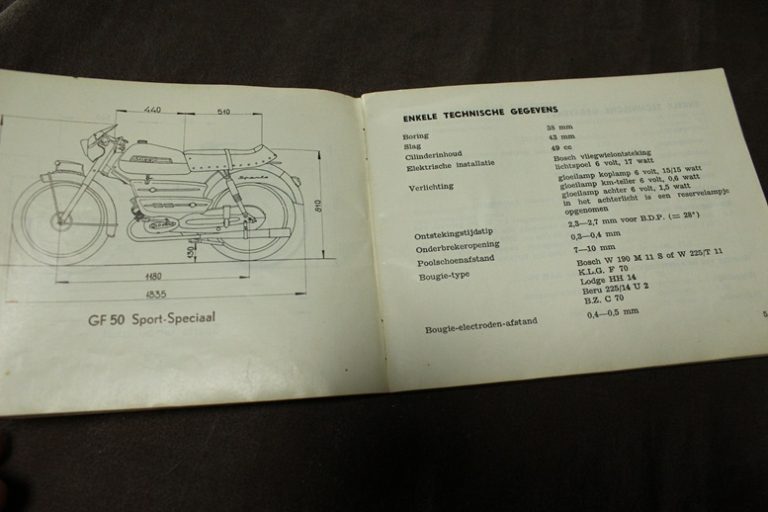 440 510
Sparta
810
130
1180
1835
GF 50 Sport-Speciaal
ENKELE TECHNISCHE GEGEVENS
Boring 38 mm
Slag 43 mm
Cilinderinhoud 49 cc
Elektrische installatie Bosch vliegwielontsteking
lichtspoel 6 volt, 17 watt
Verlichting gloeilamp koplamp 6 volt, 15/15 watt
gloeilamp km-teller 6 volt, 0,6 watt
gloeilamp achter 6 volt, 1,5 watt
in het achterlicht is een reservelampje
opgenomen
Ontstekingstijdstip 2,3—2,7 mm voor B.D.P. (= 28°)
Onderbrekeropening 0,3—0,4 mm
Poolschoenafstand 7—10 mm
Bougie-type Bosch W 190 M 11 S of W 225/T 11
K.L.G. F 70
Lodge HH 14
Beru 225/14 U 2
B.Z. C 70
Bougie-electroden-afstand 0,4—0,5 mm
5